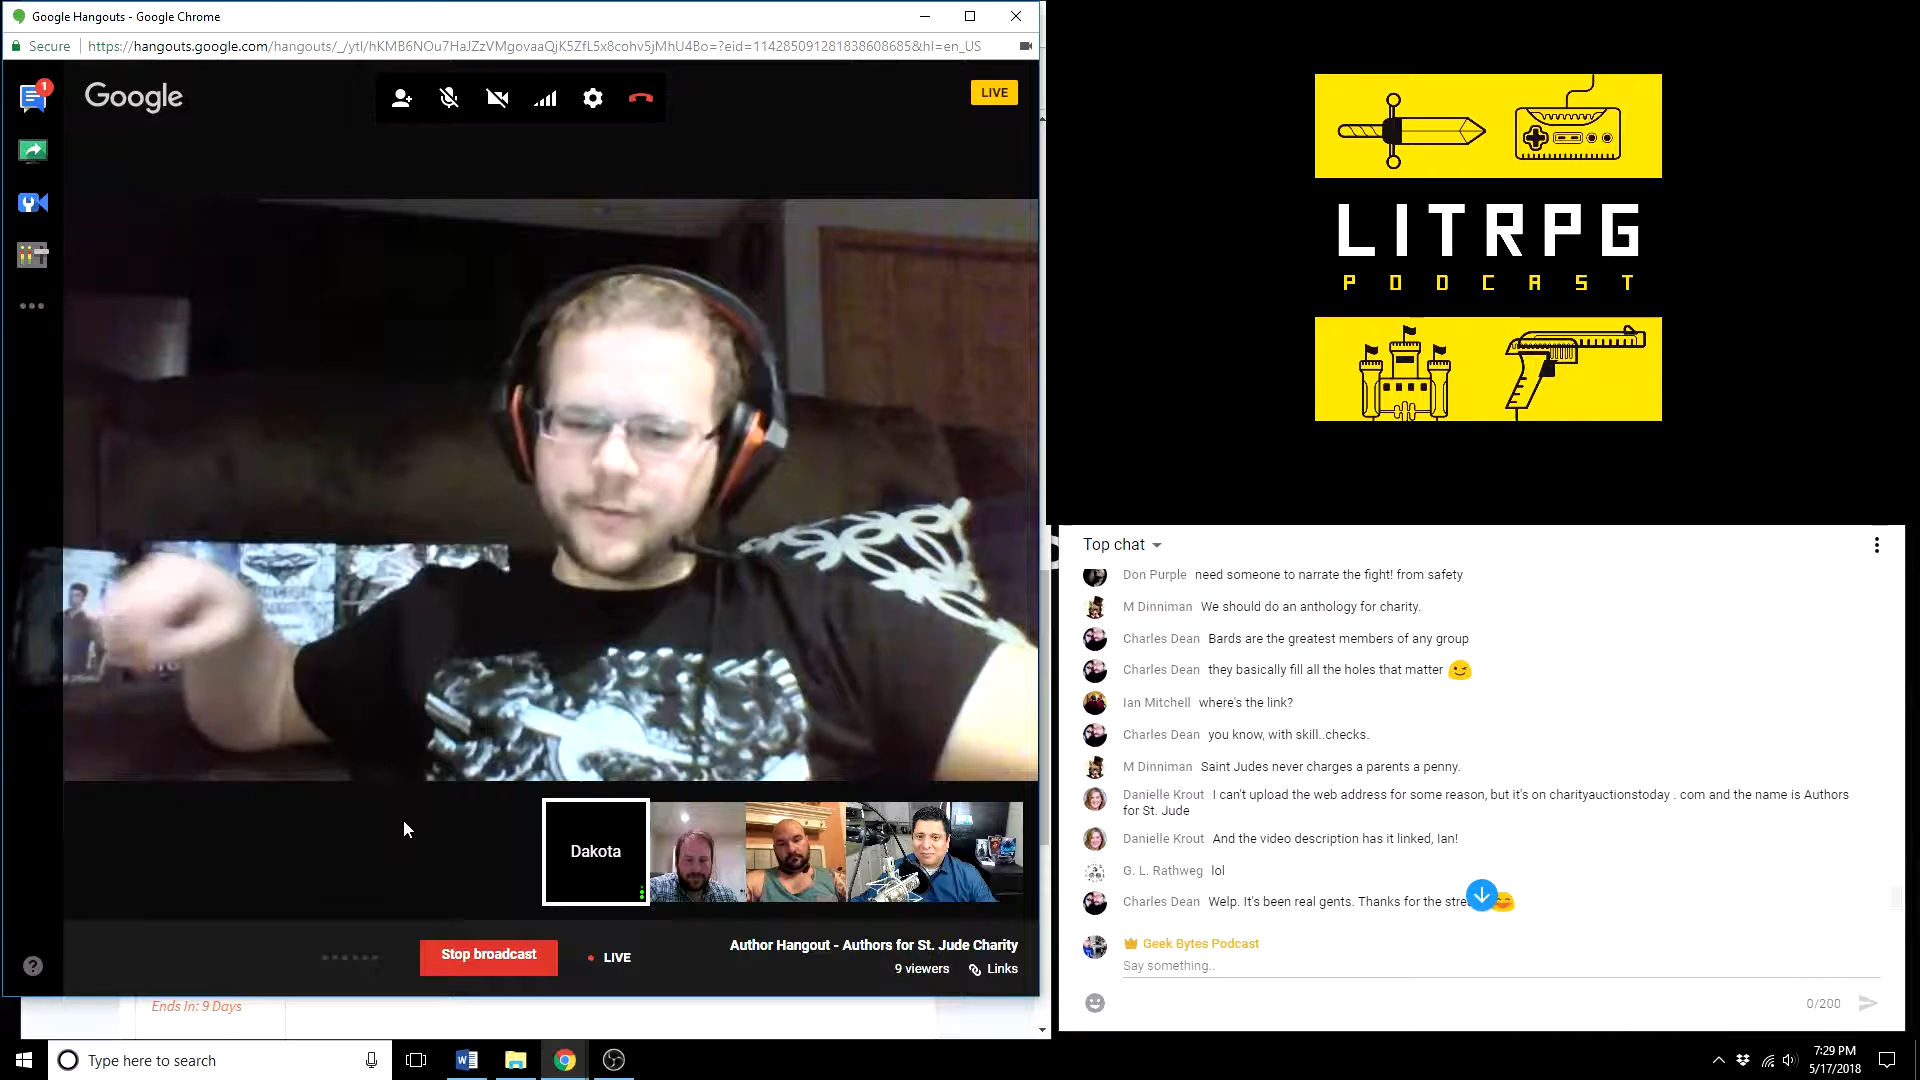 Google Hangouts - Google Chrome
Secure https://hangouts.google.com/hangouts/_/ytl/hKMB6NOu7HaJZzVMgovaaQjK5ZfL5x8cohv5jMhU4Bo=?eid=114285091281838608685&hl=en_US
1
Google
LIVE
Dakota
Stop broadcast
LIVE
Author Hangout - Authors for St. Jude Charity
9 viewers
Links
Ends In: 9 Days
LITRPG
PODCAST
Top chat
Don Purple need someone to narrate the fight! from safety
M Dinniman We should do an anthology for charity.
Charles Dean Bards are the greatest members of any group
Charles Dean they basically fill all the holes that matter
Ian Mitchell where's the link?
Charles Dean you know, with skill..checks.
M Dinniman Saint Judes never charges a parents a penny.
Danielle Krout I can't upload the web address for some reason, but it's on charityauctionstoday . com and the name is Authors
for St. Jude
Danielle Krout And the video description has it linked, Ian!
G. L. Rathweg lol
Charles Dean Welp. It's been real gents. Thanks for the
Geek Bytes Podcast
Say something..
0/200
Type here to search
7:29 PM
5/17/2018